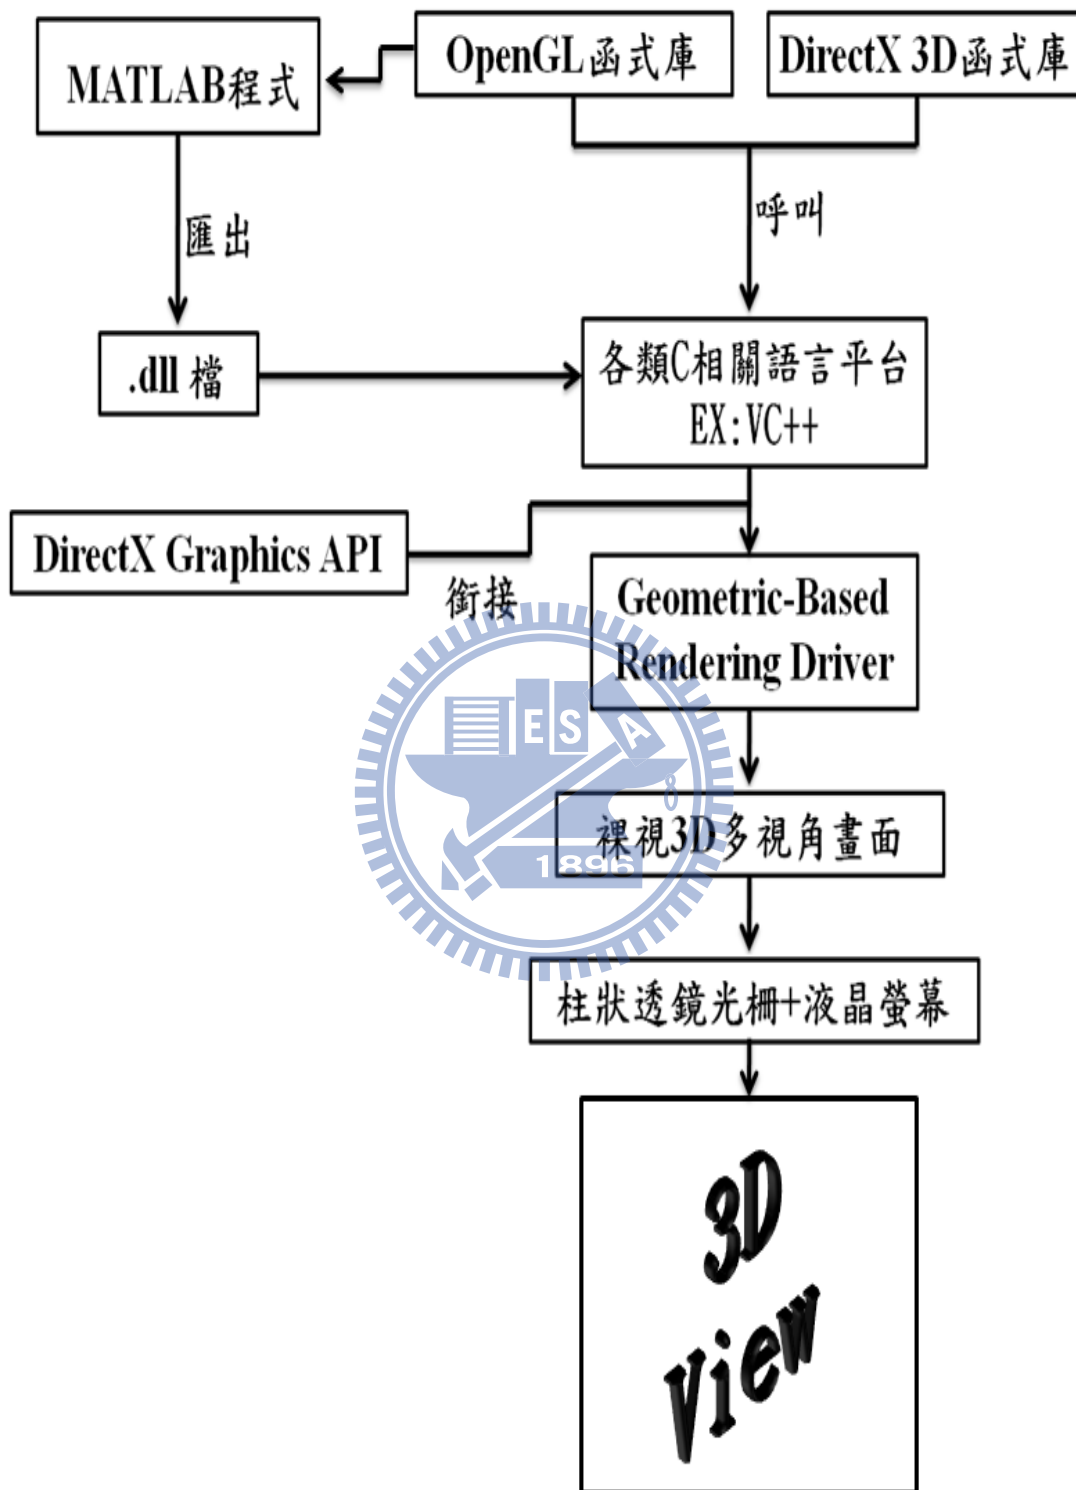 MATLAB程式
OpenGL函式庫
DirectX 3D函式庫
匯出
呼叫
.dll 檔
各類C相關語言平台
EX:VC++
DirectX Graphics API
銜接
Geometric-Based
Rendering Driver
ESA
8
裸視3D多視角畫面
1896
柱狀透鏡光柵+液晶螢幕
3D
View